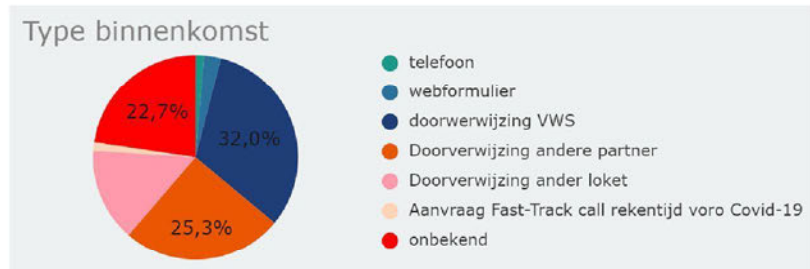 Type binnenkomst
22,7%
32,0%
25,3%
telefoon
webformulier
doorwerwijzing VWS
Doorverwijzing andere partner
Doorverwijzing ander loket
Aanvraag Fast-Track call rekentijd voro Covid-19
onbekend